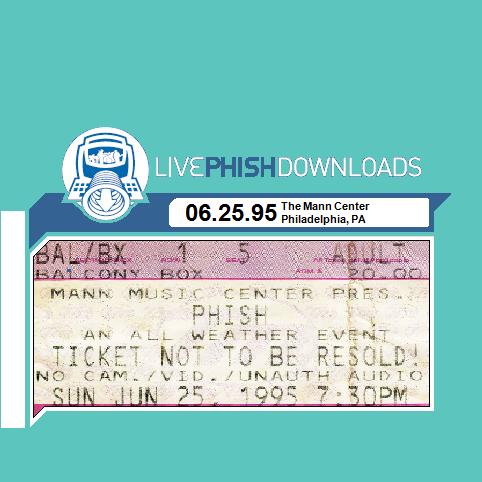 LIVEPHISHDOWNLOADS
06.25.95 The Mann Center
Philadelphia, PA
BAL/BX 1 5 ADULT
BALCONY BOX 20.00
MANN MUSIC CENTER PRES..
PHISH
AN ALL WEATHER EVENT
TICKET NOT TO BE RESOLD!
NO CAM./VID./UNAUTH AUDIO
SUN JUN 25, 1995 7:30PM